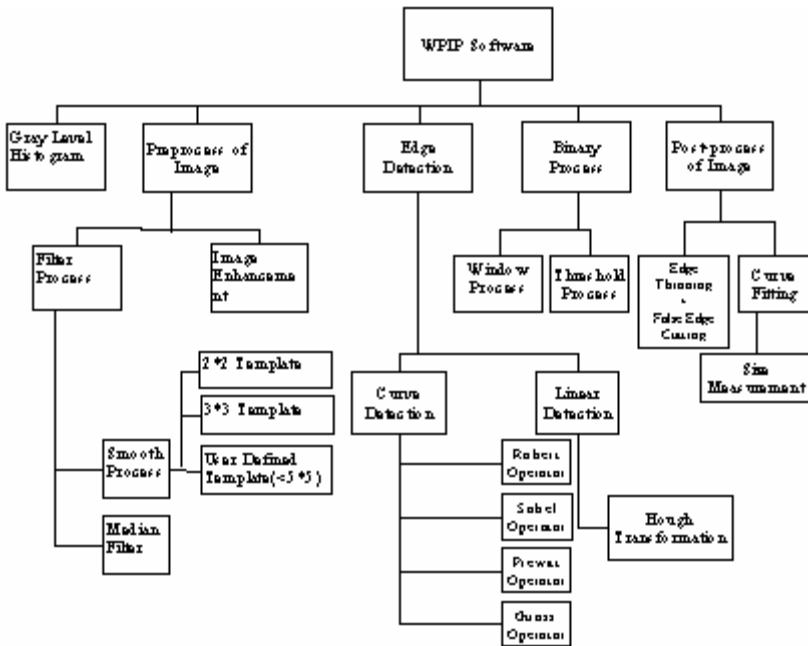 WPIP Software
Gray Level
Histogram
Preprocess of
Image
Edge
Detection
Binary
Process
Post-process
of Image
Filter
Process
Image
Enhanceme
nt
Window
Process
Threshold
Process
Edge
Thinning
+
False Edge
Cutting
Curve
Fitting
Size
Measurement
2*2 Template
3*3 Template
User Defined
Template(<5*5)
Smooth
Process
Median
Filter
Curve
Detection
Linear
Detection
Robert
Operator
Sobel
Operator
Operator
Guass
Operator
Hough
Transformation